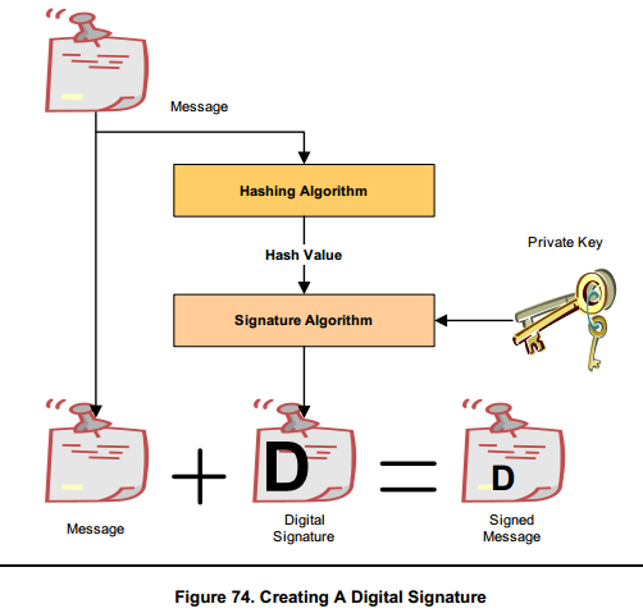 Message
Hashing Algorithm
Hash Value
Private Key
Signature Algorithm
D
D
Message
Digital
Signature
Signed
Message
Figure 74. Creating A Digital Signature